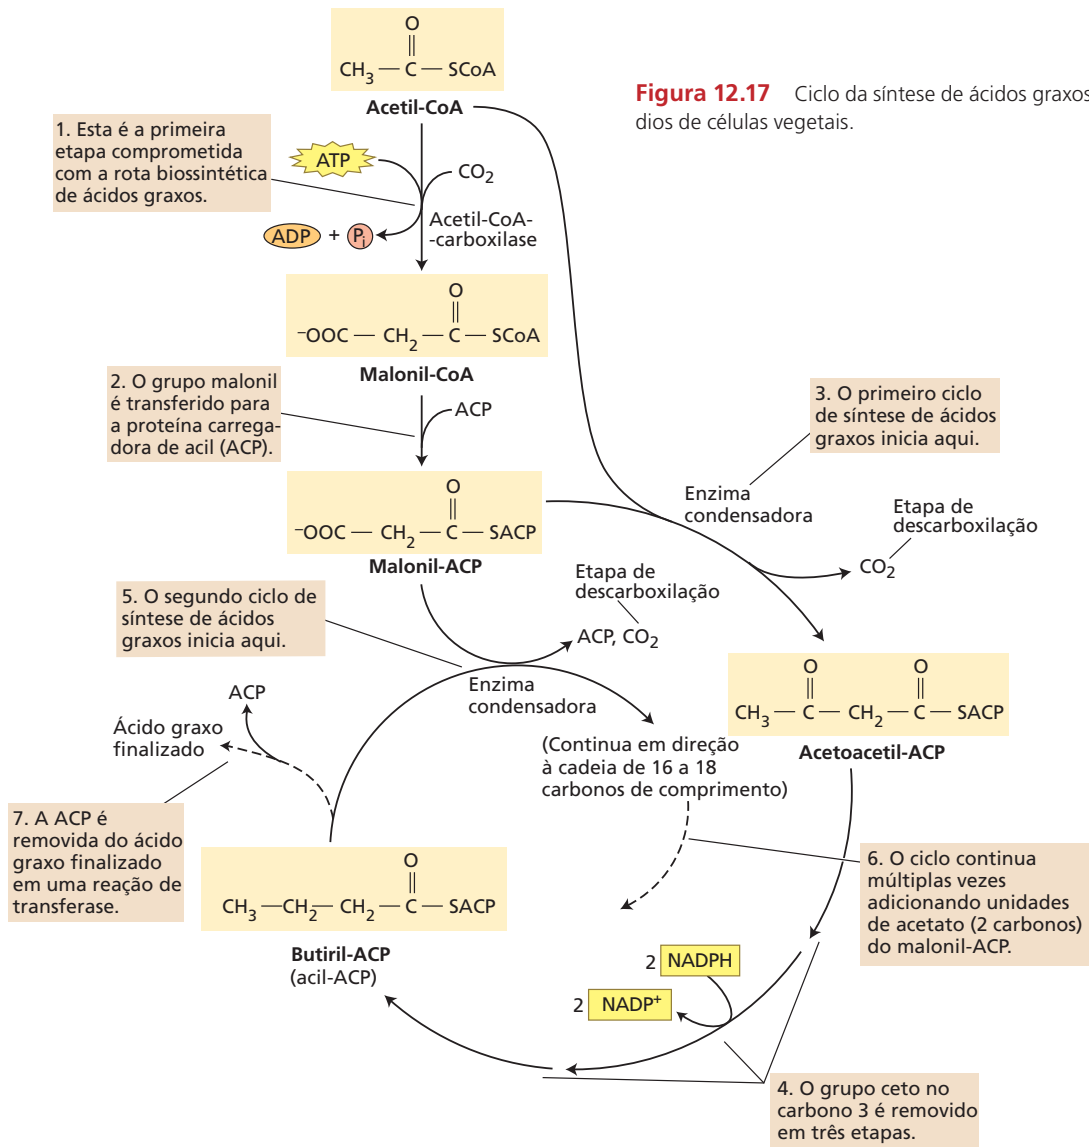 O
||
CH3 — C — SCoA
Acetil-CoA
Figura 12.17 Ciclo da síntese de ácidos graxos
dios de células vegetais.
1. Esta é a primeira
etapa comprometida
com a rota biossintética
de ácidos graxos.
ATP
CO2
ADP + Pi
Acetil-CoA-
-carboxilase
O
||
–OOC — CH2 — C — SCoA
Malonil-CoA
2. O grupo malonil
é transferido para
a proteína carrega-
dora de acil (ACP).
ACP
3. O primeiro ciclo
de síntese de ácidos
graxos inicia aqui.
O
||
–OOC — CH2 — C — SACP
Malonil-ACP
Enzima
condensadora
Etapa de
descarboxilação
CO2
5. O segundo ciclo de
síntese de ácidos
graxos inicia aqui.
Etapa de
descarboxilação
ACP, CO2
Enzima
condensadora
ACP
Ácido graxo
finalizado
(Continua em direção
à cadeia de 16 a 18
carbonos de comprimento)
O O
|| ||
CH3 — C — CH2 — C — SACP
Acetoacetil-ACP
7. A ACP é
removida do ácido
graxo finalizado
em uma reação de
transferase.
O
||
CH3 —CH2— CH2 — C — SACP
Butiril-ACP
(acil-ACP)
6. O ciclo continua
múltiplas vezes
adicionando unidades
de acetato (2 carbonos)
do malonil-ACP.
2 NADPH
2 NADP+
4. O grupo ceto no
carbono 3 é removido
em três etapas.